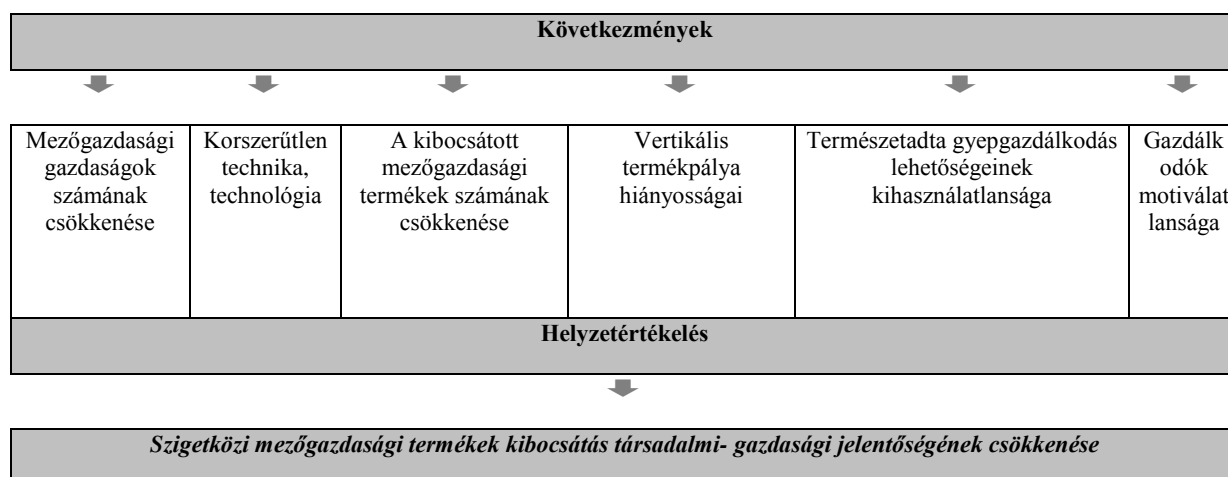 Következmények
Mezőgazdasági
gazdaságok
számának
csökkenése
Korszerűtlen
technika,
technológia
A kibocsátott
mezőgazdasági
termékek számának
csökkenése
Vertikális
termékpálya
hiányosságai
Természetadta gyepgazdálkodás
lehetőségeinek
kihasználatlansága
Gazdálk
odók
motiválat
lansága
Helyzetértékelés
Szigetközi mezőgazdasági termékek kibocsátás társadalmi- gazdasági jelentőségének csökkenése